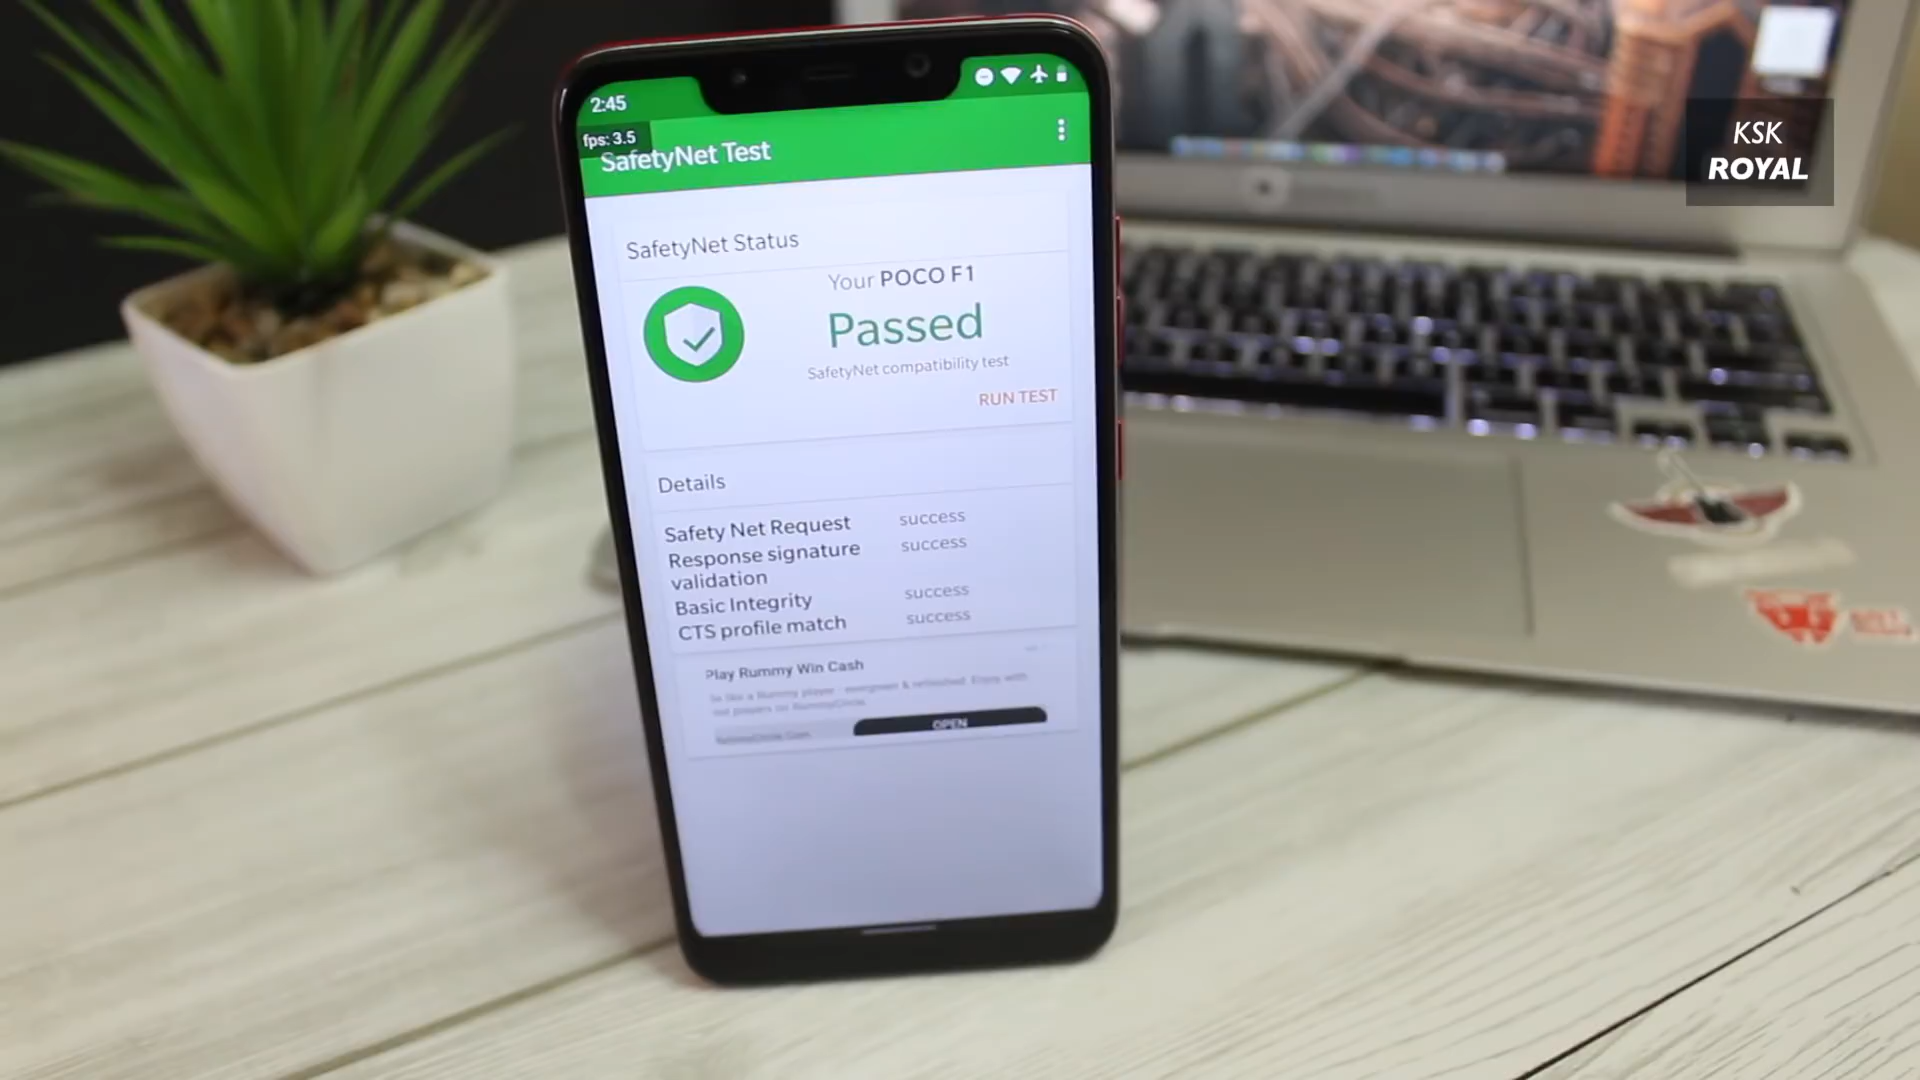 2:45
fps: 3.5
SafetyNet Test
KSK
ROYAL
SafetyNet Status
Your POCO F1
Passed
SafetyNet compatibility test
RUN TEST
Details
Safety Net Request success
Response signature validation success
Basic Integrity success
CTS profile match success
Play Rummy Win Cash
OPEN